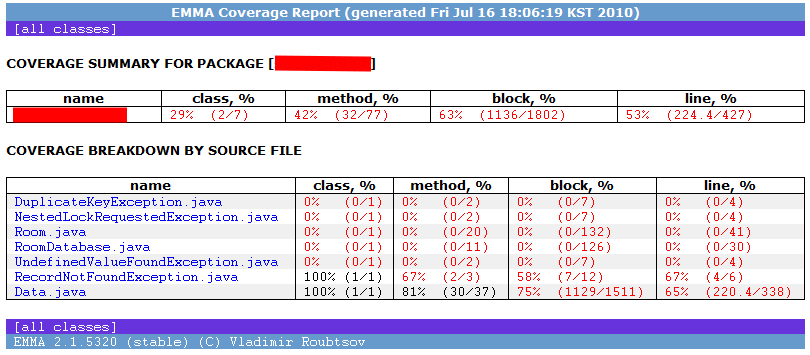 EMMA Coverage Report (generated Fri Jul 16 18:06:19 KST 2010)
[all classes]
COVERAGE SUMMARY FOR PACKAGE [ ]
name class, % method, % block, % line, %
29% (2/7) 42% (32/77) 63% (1136/1802) 53% (224.4/427)
COVERAGE BREAKDOWN BY SOURCE FILE
name class, % method, % block, % line, %
DuplicateKeyException.java 0% (0/1) 0% (0/2) 0% (0/7) 0% (0/4)
NestedLockRequestedException.java 0% (0/1) 0% (0/2) 0% (0/7) 0% (0/4)
Room.java 0% (0/1) 0% (0/20) 0% (0/132) 0% (0/41)
RoomDatabase.java 0% (0/1) 0% (0/11) 0% (0/126) 0% (0/30)
UndefinedValueFoundException.java 0% (0/1) 0% (0/2) 0% (0/7) 0% (0/4)
RecordNotFoundException.java 100% (1/1) 67% (2/3) 58% (7/12) 67% (4/6)
Data.java 100% (1/1) 81% (30/37) 75% (1129/1511) 65% (220.4/338)
[all classes]
EMMA 2.1.5320 (stable) (C) Vladimir Roubtsov